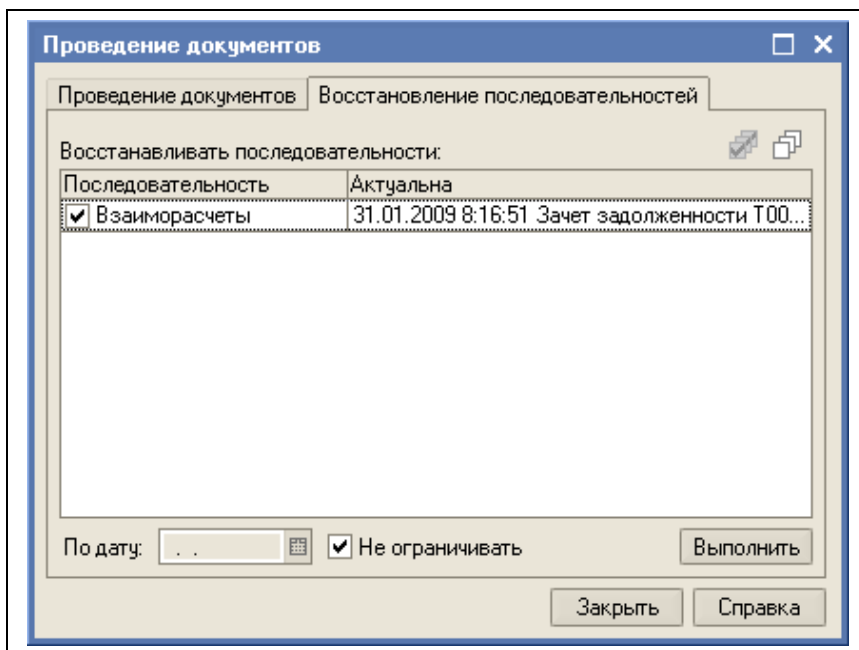 Проведение документов
Проведение документов Восстановление последовательностей
Восстанавливать последовательности:
Последовательность Актуальна
Взаиморасчеты 31.01.2009 8:16:51 Зачет задолженности Т00...
По дату: . . Не ограничивать Выполнить
Закрыть Справка